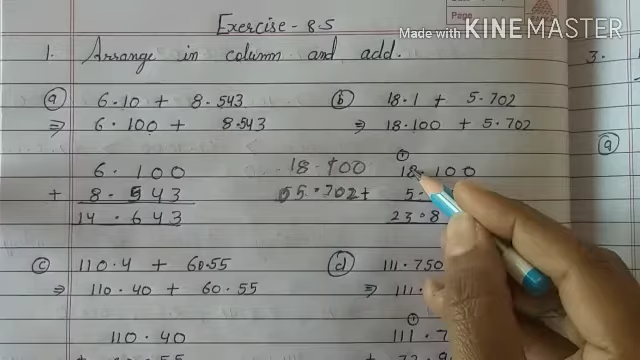 Exercise - 8.5
Page
Made with KINEMASTER
1. Arrange in column and add.
3.
(a) 6.10 + 8.543
⇒ 6.100 + 8.543
6.100
+ 8.543
14.643
(b) 18.1 + 5.702
⇒ 18.100 + 5.702
18.100
05.702+
1
18.100
5.
23.8
(a)
(c) 110.4 + 60.55
⇒ 110.40 + 60.55
110.40
(d) 111.750
⇒ 111.
1
111.7